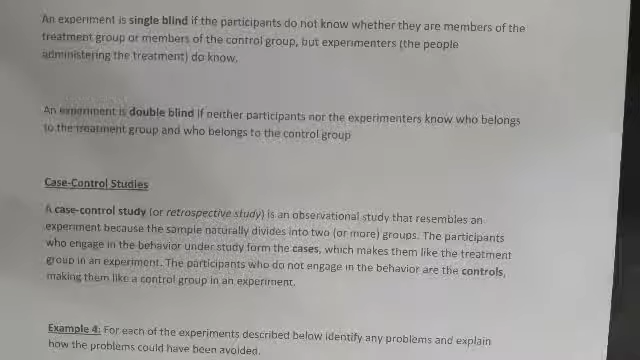 An experiment is single blind if the participants do not know whether they are members of the
treatment group or members of the control group, but experimenters (the people
administering the treatment) do know.
An experiment is double blind if neither participants nor the experimenters know who belongs
to the treatment group and who belongs to the control group
Case-Control Studies
A case-control study (or retrospective study) is an observational study that resembles an
experiment because the sample naturally divides into two (or more) groups. The participants
who engage in the behavior under study form the cases, which makes them like the treatment
group in an experiment. The participants who do not engage in the behavior are the controls,
making them like a control group in an experiment.
Example 4: For each of the experiments described below identify any problems and explain
how the problems could have been avoided.